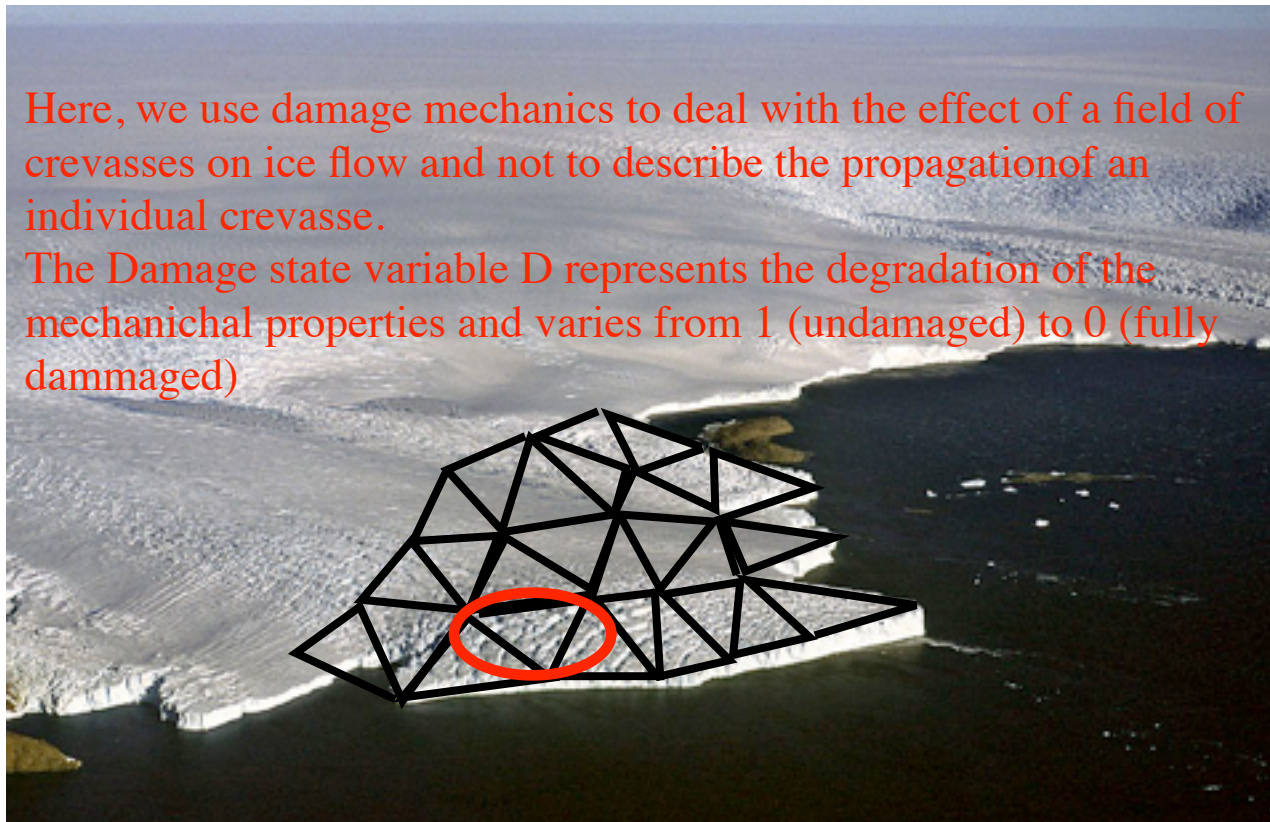 Here, we use damage mechanics to deal with the effect of a field of
crevasses on ice flow and not to describe the propagationof an
individual crevasse.
The Damage state variable D represents the degradation of the
mechanichal properties and varies from 1 (undamaged) to 0 (fully
dammaged)